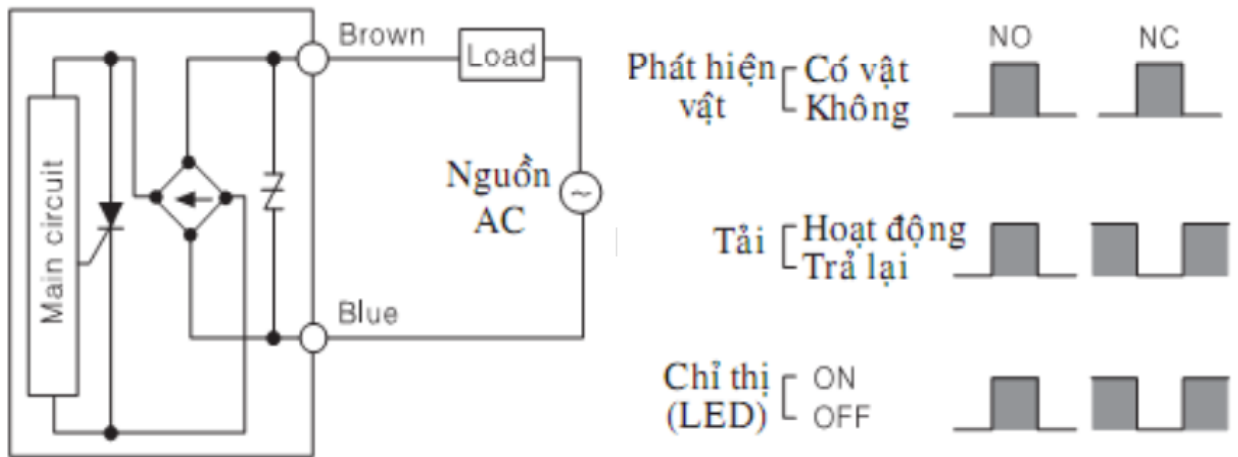 Brown
Load
Main circuit
Nguồn
AC
~
Blue
NO NC
Phát hiện
vật
Có vật
Không
Tải
Hoạt động
Trả lại
Chỉ thị
(LED)
ON
OFF